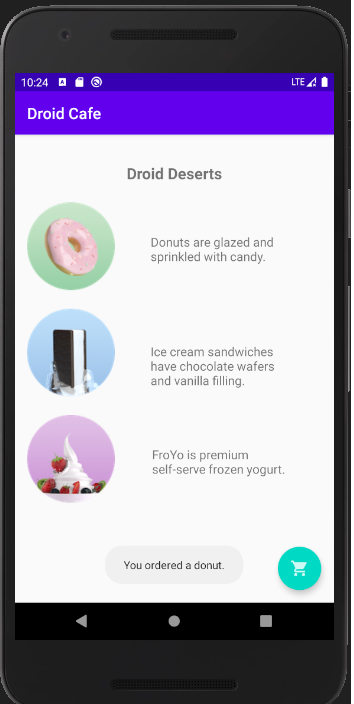 10:24
LTE
Droid Cafe
Droid Deserts
Donuts are glazed and
sprinkled with candy.
Ice cream sandwiches
have chocolate wafers
and vanilla filling.
FroYo is premium
self-serve frozen yogurt.
You ordered a donut.